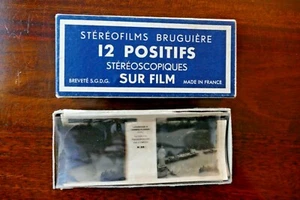 STÉRÉOFILMS BRUGUIÈRE
12 POSITIFS
STÉRÉOSCOPIQUES
BREVETÉ S.G.D.G. SUR FILM MADE IN FRANCE